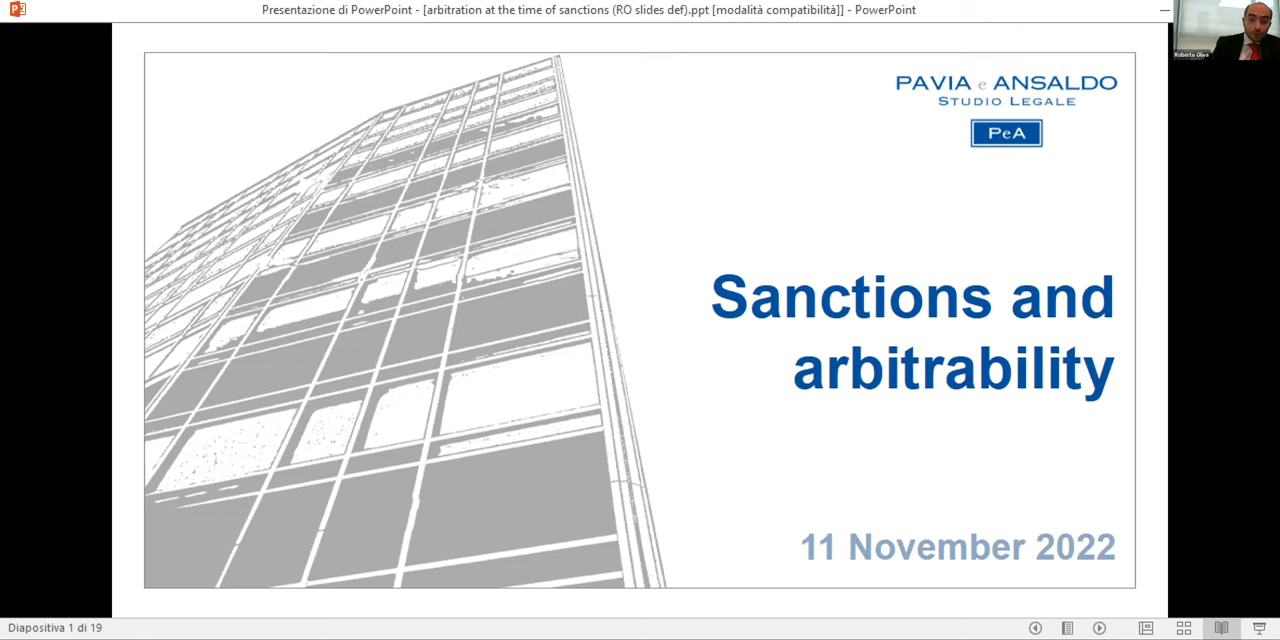 Presentazione di PowerPoint - [arbitration at the time of sanctions (RO slides def).ppt [modalità compatibilità]] - PowerPoint
Roberto Oliva
PAVIA e ANSALDO
STUDIO LEGALE
PeA
Sanctions and
arbitrability
11 November 2022
Diapositiva 1 di 19